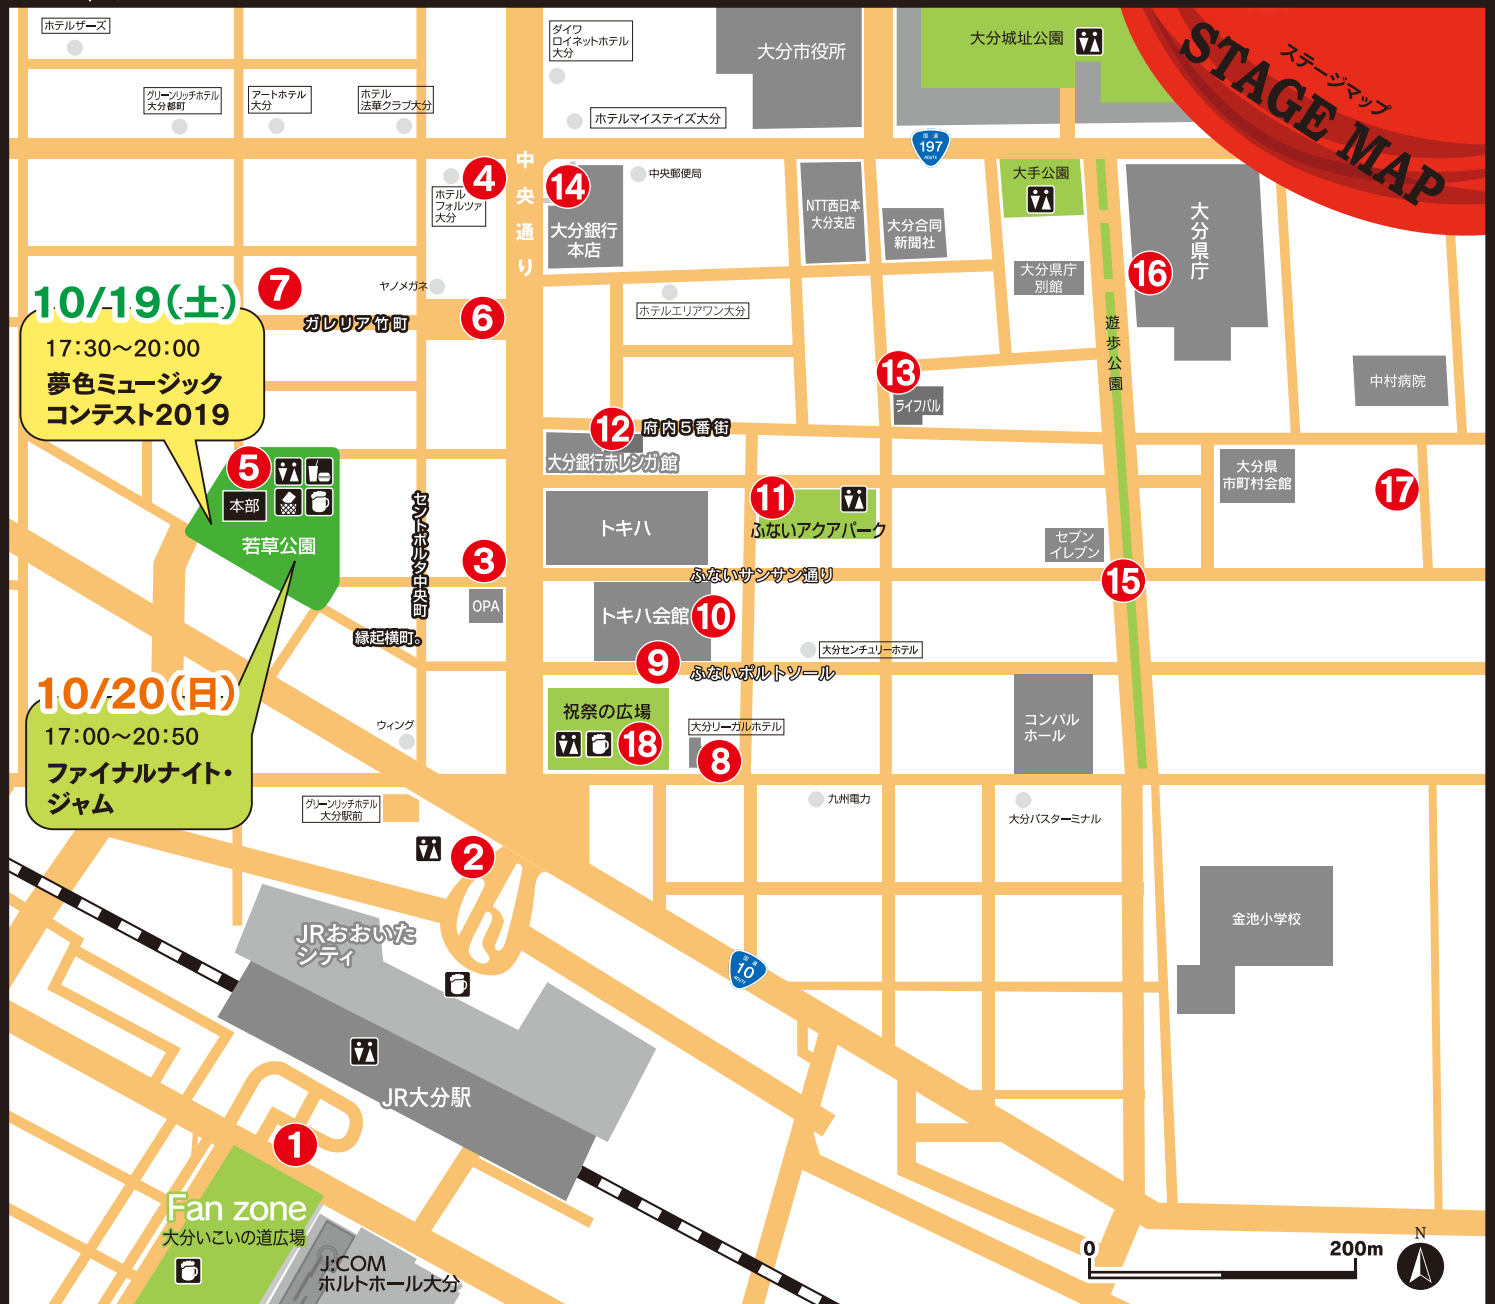 ホテルザーズ
ダイワ
ロイネットホテル
大分
大分市役所
大分城址公園
ステージマップ
STAGE MAP
グリーンリッチホテル
大分都町
アートホテル
大分
ホテル
法華クラブ大分
ホテルマイステイズ大分
国道
197
ROUTE
中央通り
4
14
中央郵便局
ホテル
フォルツァ
大分
大分銀行
本店
NTT西日本
大分支店
大分合同
新聞社
大手公園
大分県庁
16
大分県庁
別館
7
ヤノメガネ
6
ホテルエリアワン大分
ガレリア竹町
遊歩公園
10/19(土)
17:30〜20:00
夢色ミュージック
コンテスト2019
13
ライフパル
中村病院
12
府内5番街
大分銀行赤レンガ館
5
本部
若草公園
セントポルタ中央町
トキハ
11
ふないアクアパーク
大分県
市町村会館
17
セブン
イレブン
3
ふないサンサン通り
15
OPA
トキハ会館
10
縁起横町。
9
ふないポルトソール
大分センチュリーホテル
10/20(日)
17:00〜20:50
ファイナルナイト・
ジャム
ウィング
祝祭の広場
18
大分リーガルホテル
8
コンパル
ホール
グリーンリッチホテル
大分駅前
九州電力
大分バスターミナル
2
金池小学校
JRおおいた
シティ
国道
10
ROUTE
JR大分駅
1
Fan zone
大分いこいの道広場
J:COM
ホルトホール大分
0
200m
N